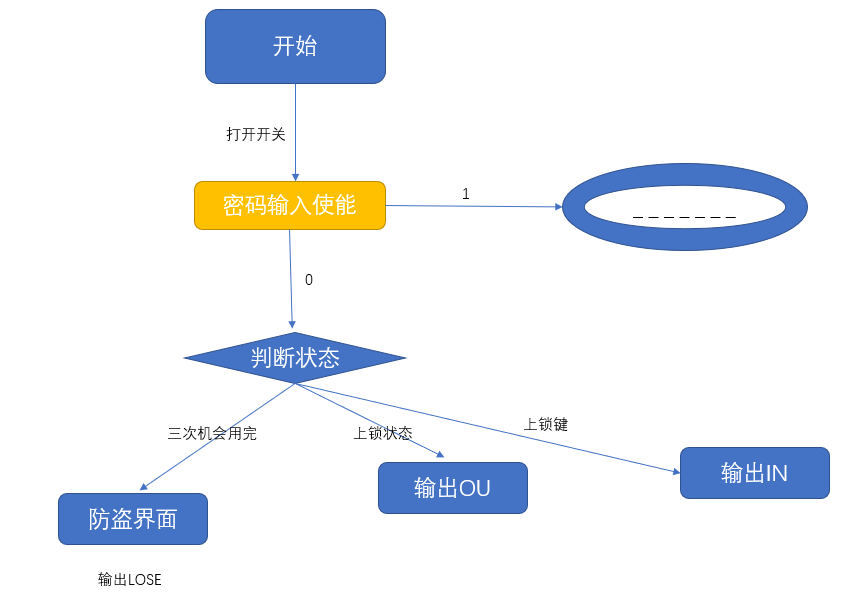 开始
打开开关
密码输入使能
1
_ _ _ _ _ _ _
0
判断状态
三次机会用完
上锁状态
上锁键
防盗界面
输出OU
输出IN
输出LOSE